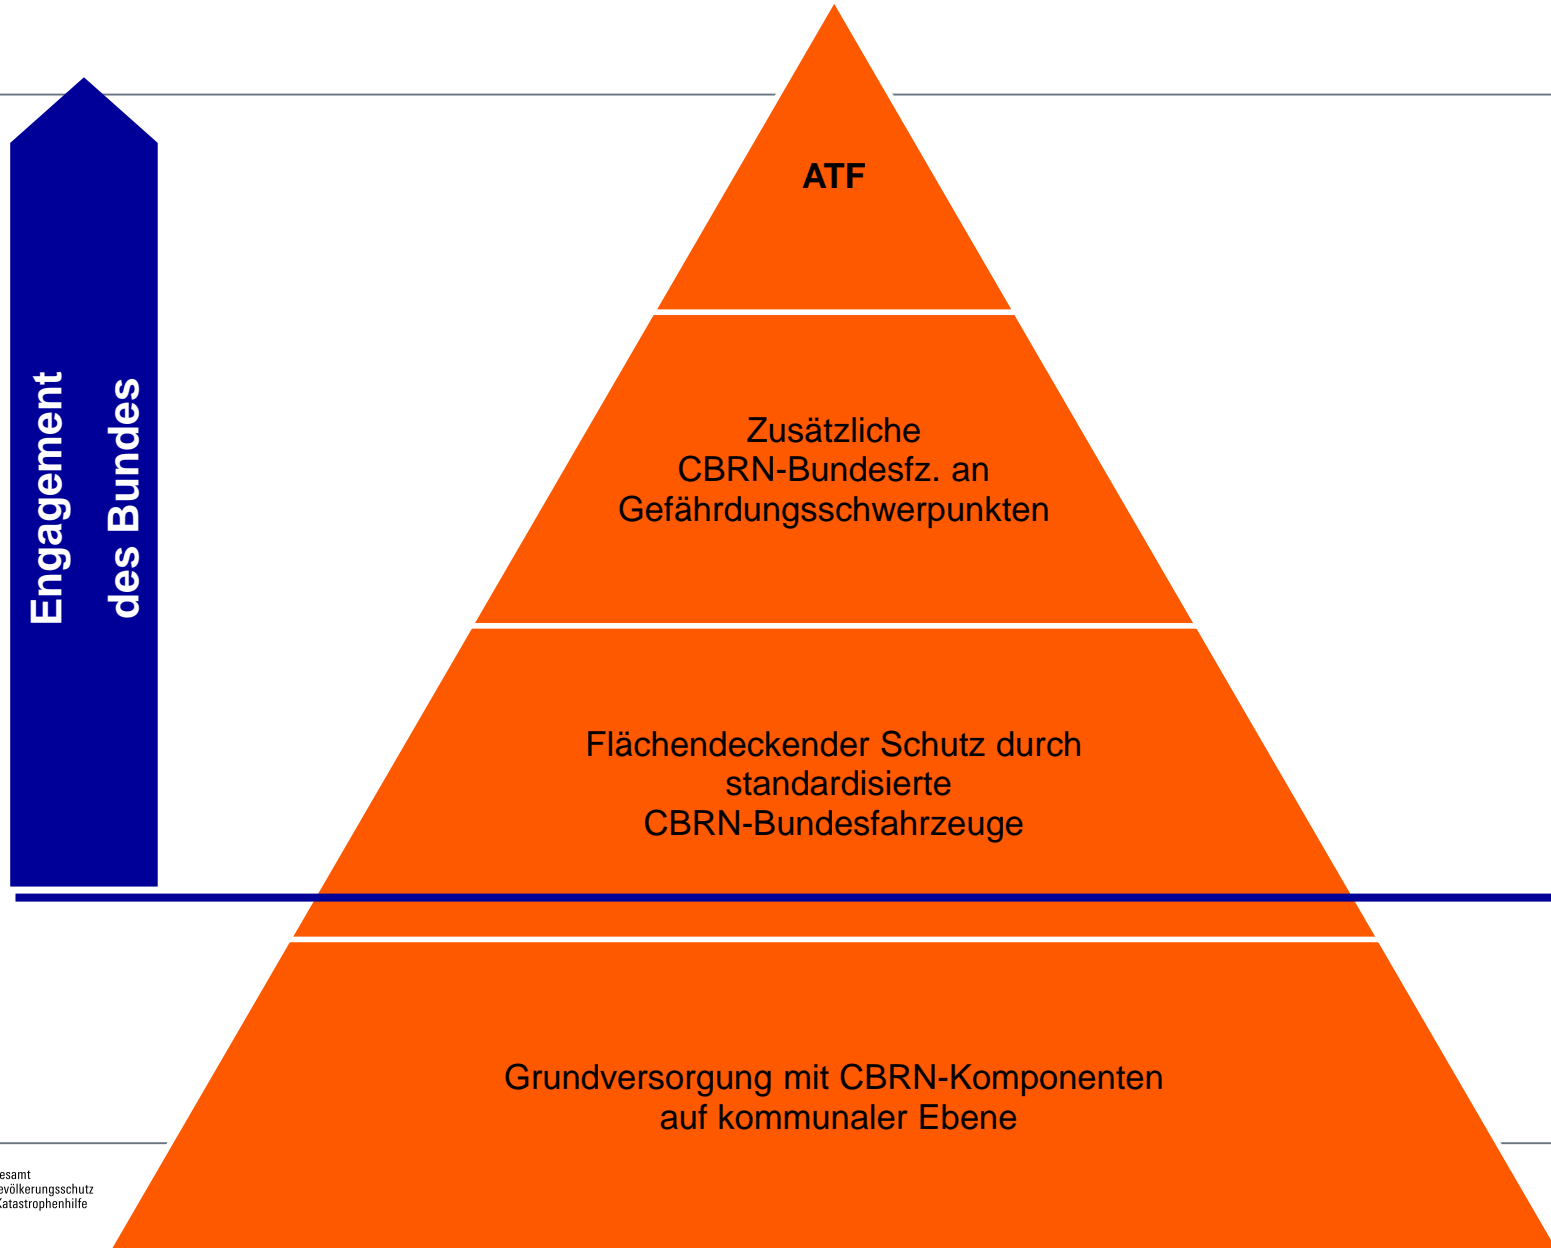 ATF
Engagement
des Bundes
Zusätzliche
CBRN-Bundesfz. an
Gefährdungsschwerpunkten
Flächendeckender Schutz durch
standardisierte
CBRN-Bundesfahrzeuge
Grundversorgung mit CBRN-Komponenten
auf kommunaler Ebene
esamt
evölkerungsschutz
Katastrophenhilfe